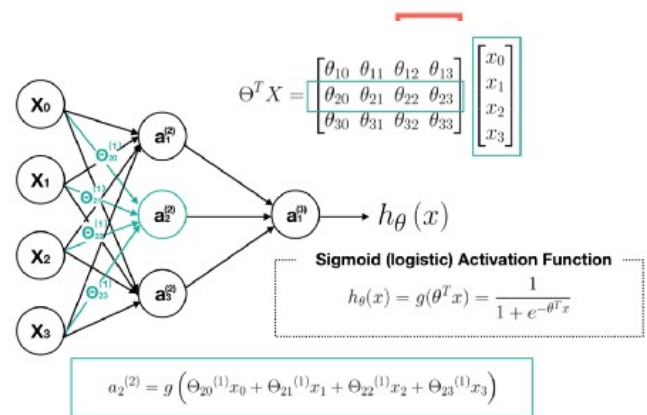 Θᵀ X = [θ₁₀ θ₁₁ θ₁₂ θ₁₃] [x₀]
[θ₂₀ θ₂₁ θ₂₂ θ₂₃] [x₁]
[θ₃₀ θ₃₁ θ₃₂ θ₃₃] [x₂]
[x₃]
X₀
X₁
X₂
X₃
Θ₂₀⁽¹⁾
Θ₂₁⁽¹⁾
Θ₂₂⁽¹⁾
Θ₂₃⁽¹⁾
a₁⁽²⁾
a₂⁽²⁾
a₃⁽²⁾
a₁⁽³⁾
h_θ (x)
Sigmoid (logistic) Activation Function
h_θ(x) = g(θᵀx) = 1 / (1 + e^(-θᵀx))
a₂⁽²⁾ = g (Θ₂₀⁽¹⁾x₀ + Θ₂₁⁽¹⁾x₁ + Θ₂₂⁽¹⁾x₂ + Θ₂₃⁽¹⁾x₃)